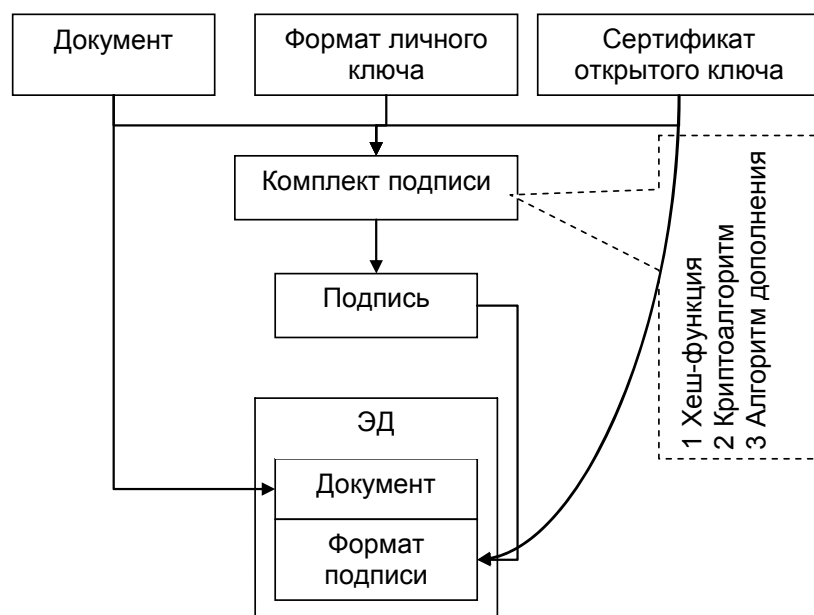 Документ
Формат личного
ключа
Сертификат
открытого ключа
Комплект подписи
Подпись
1 Хеш-функция
2 Криптоалгоритм
3 Алгоритм дополнения
ЭД
Документ
Формат
подписи